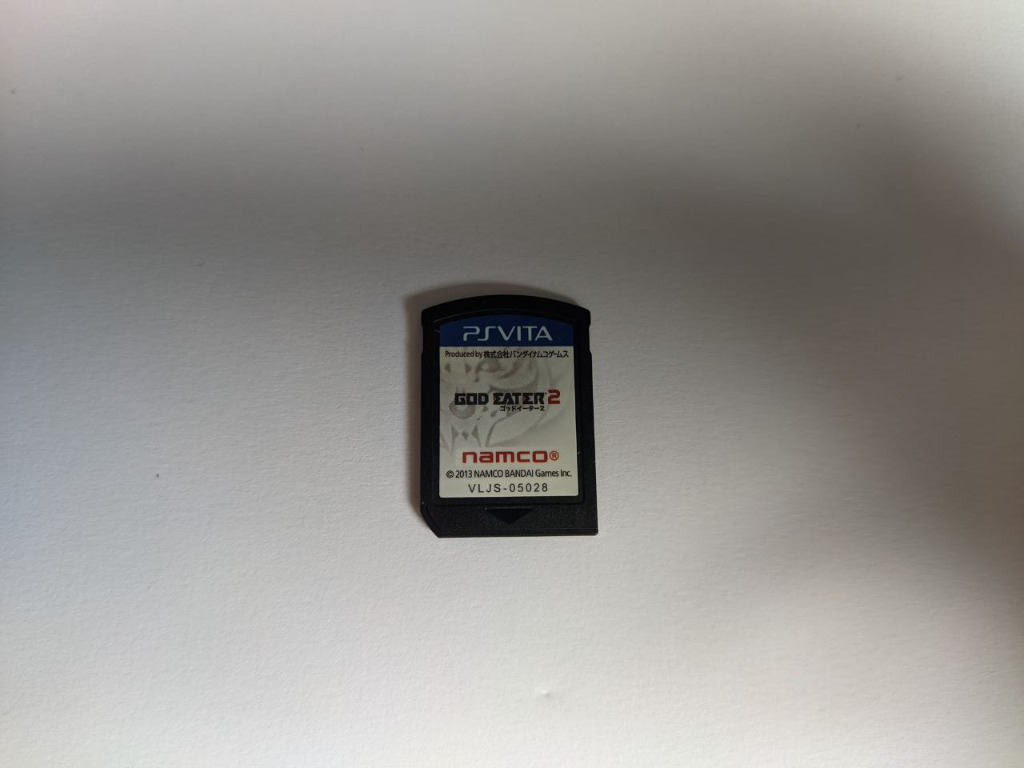 PSVITA
Produced by 株式会社バンダイナムコゲームス
GOD EATER 2
ゴッドイーター2
namco®
© 2013 NAMCO BANDAI Games Inc.
VLJS-05028